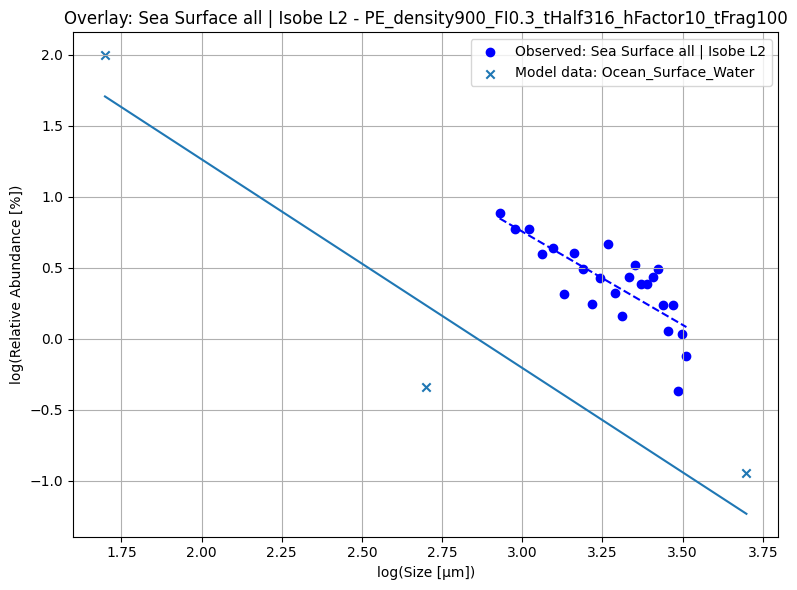 Overlay: Sea Surface all | Isobe L2 - PE_density900_FI0.3_tHalf316_hFactor10_tFrag100
Observed: Sea Surface all | Isobe L2
Model data: Ocean_Surface_Water
log(Relative Abundance [%])
2.0
1.5
1.0
0.5
0.0
−0.5
−1.0
1.75 2.00 2.25 2.50 2.75 3.00 3.25 3.50 3.75
log(Size [μm])